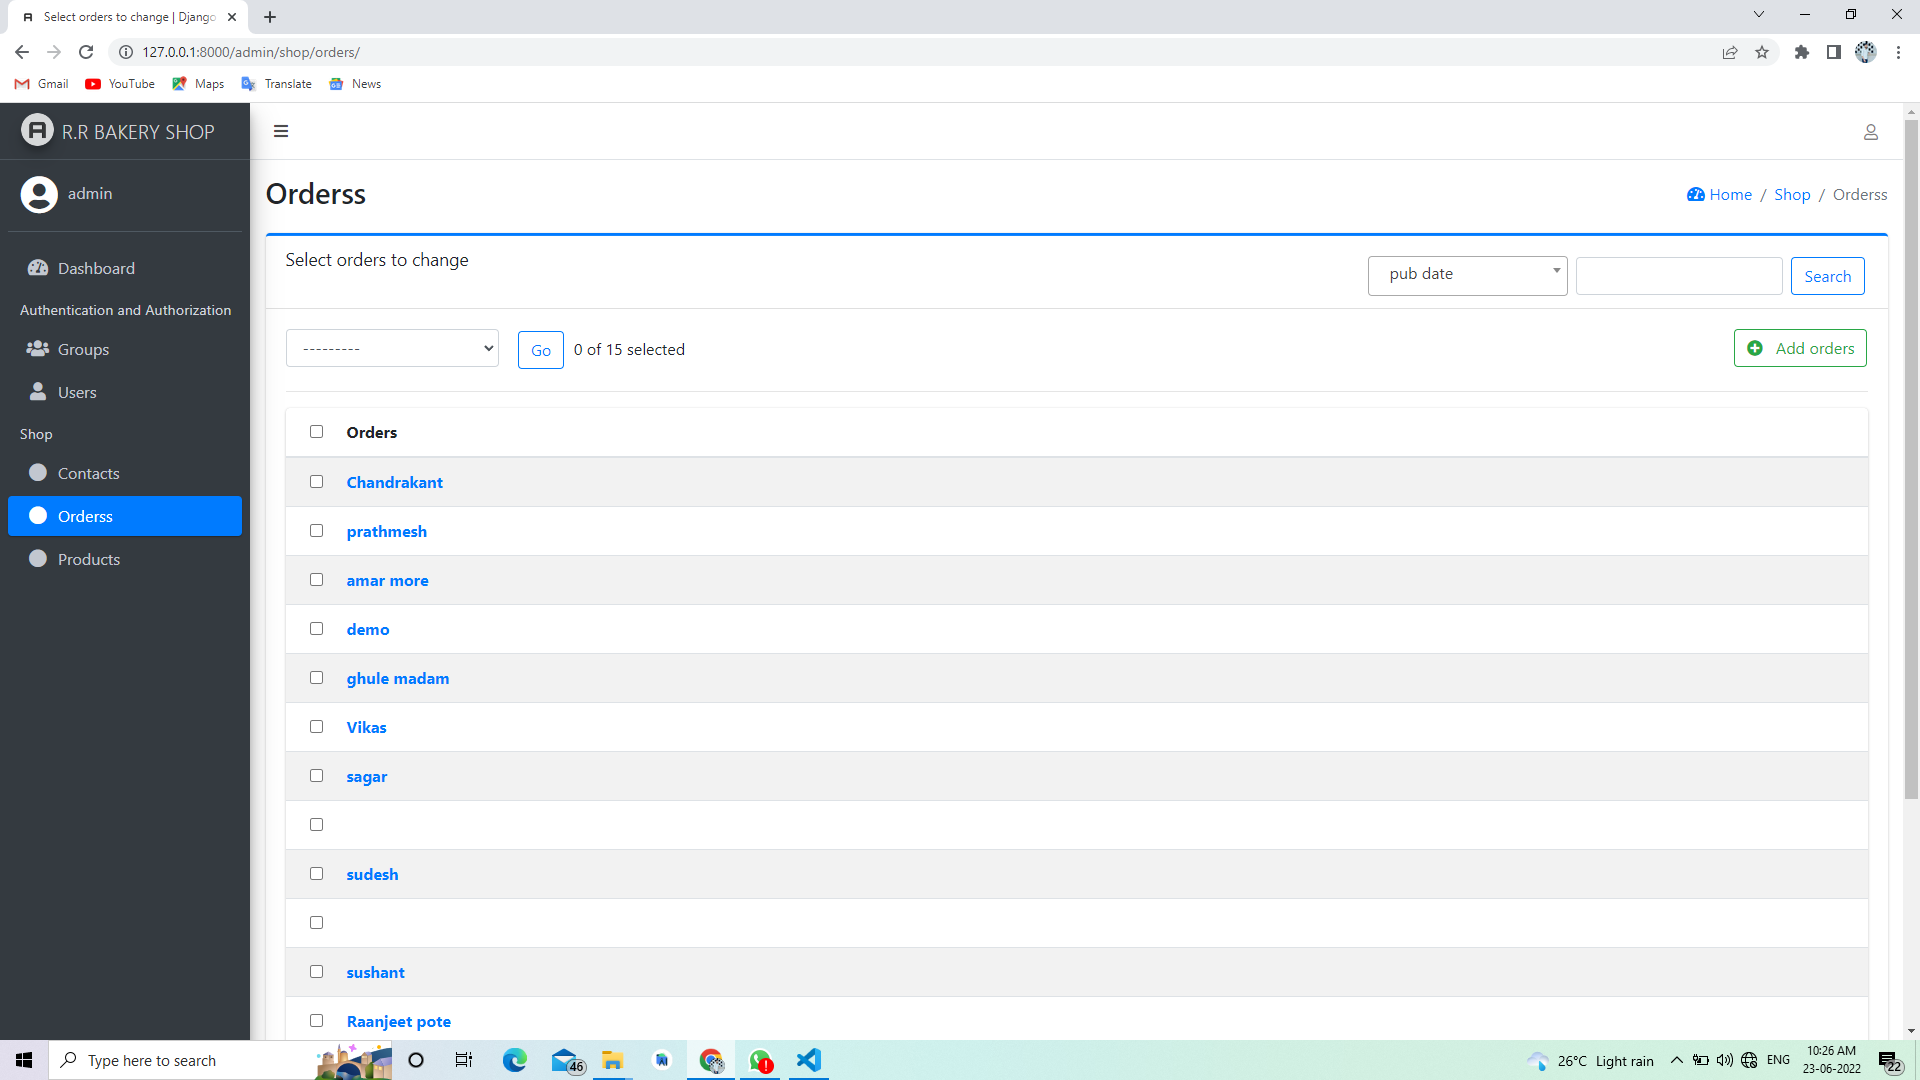 Select orders to change | Django
127.0.0.1:8000/admin/shop/orders/
Gmail YouTube Maps Translate News
R.R BAKERY SHOP
admin
Dashboard
Authentication and Authorization
Groups
Users
Shop
Contacts
Orderss
Products
Orderss
Home / Shop / Orderss
Select orders to change
pub date
Search
---------
Go
0 of 15 selected
Add orders
Orders
Chandrakant
prathmesh
amar more
demo
ghule madam
Vikas
sagar
sudesh
sushant
Raanjeet pote
Type here to search
46
26°C Light rain
ENG
10:26 AM
23-06-2022
22